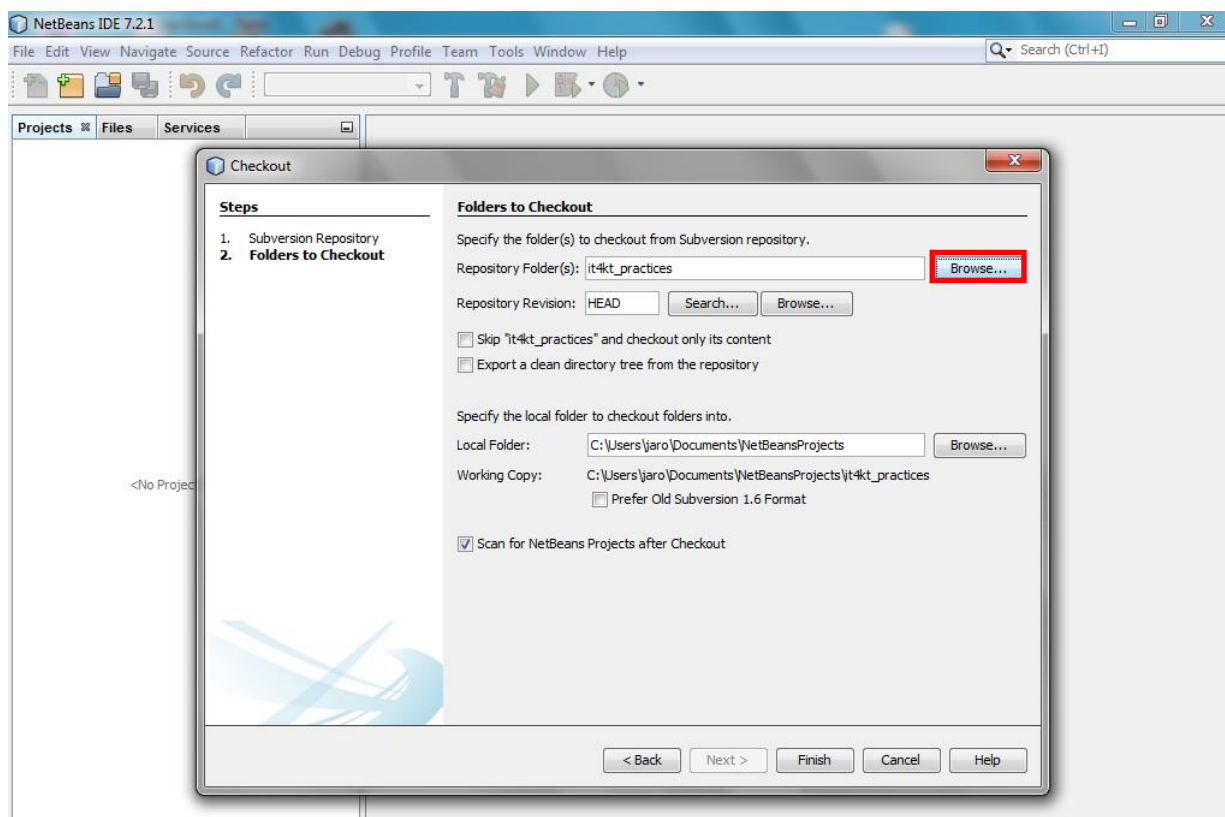 NetBeans IDE 7.2.1
File Edit View Navigate Source Refactor Run Debug Profile Team Tools Window Help
Search (Ctrl+I)
Projects Files Services
Checkout
Steps
1. Subversion Repository
2. Folders to Checkout
Folders to Checkout
Specify the folder(s) to checkout from Subversion repository.
Repository Folder(s): it4kt_practices Browse...
Repository Revision: HEAD Search... Browse...
Skip "it4kt_practices" and checkout only its content
Export a clean directory tree from the repository
Specify the local folder to checkout folders into.
Local Folder: C:\Users\jaro\Documents\NetBeansProjects Browse...
Working Copy: C:\Users\jaro\Documents\NetBeansProjects\it4kt_practices
Prefer Old Subversion 1.6 Format
<No Projec
Scan for NetBeans Projects after Checkout
< Back Next > Finish Cancel Help